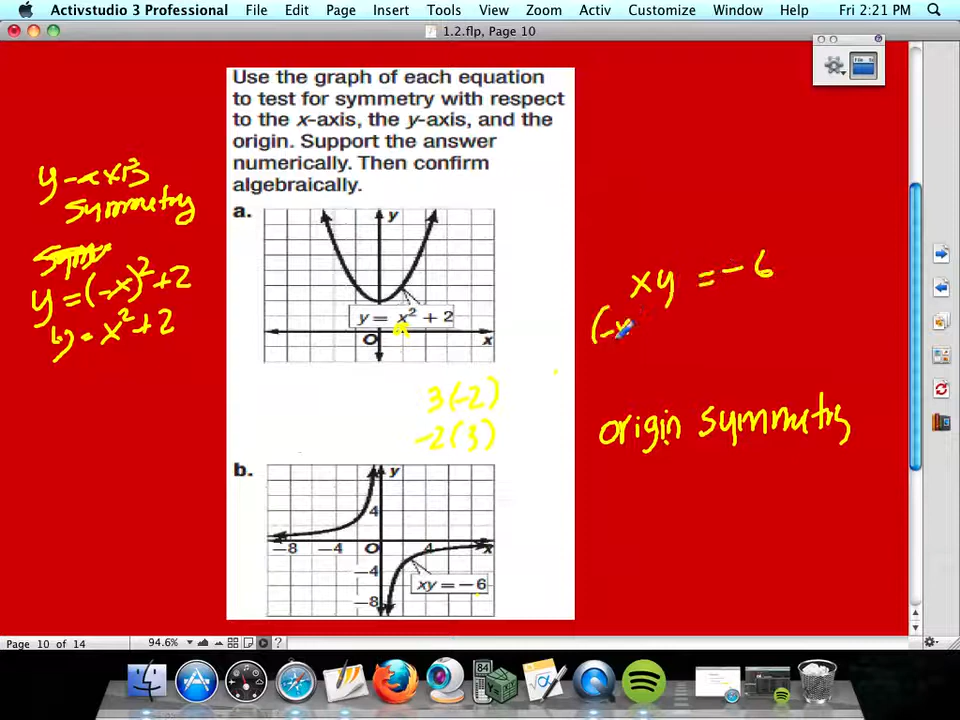 Activstudio 3 Professional File Edit Page Insert Tools View Zoom Activ Customize Window Help Fri 2:21 PM
1.2.flp, Page 10
Use the graph of each equation
to test for symmetry with respect
to the x-axis, the y-axis, and the
origin. Support the answer
numerically. Then confirm
algebraically.
a.
y
y = x² + 2
O
x
y-axis
symmetry
y = (-x)² + 2
y = x² + 2
3(-2)
-2(3)
xy = -6
(-x
origin symmetry
b.
y
4
-8 -4 O 4 x
-4
xy = -6
-8
Page 10 of 14 94.6% ?
84